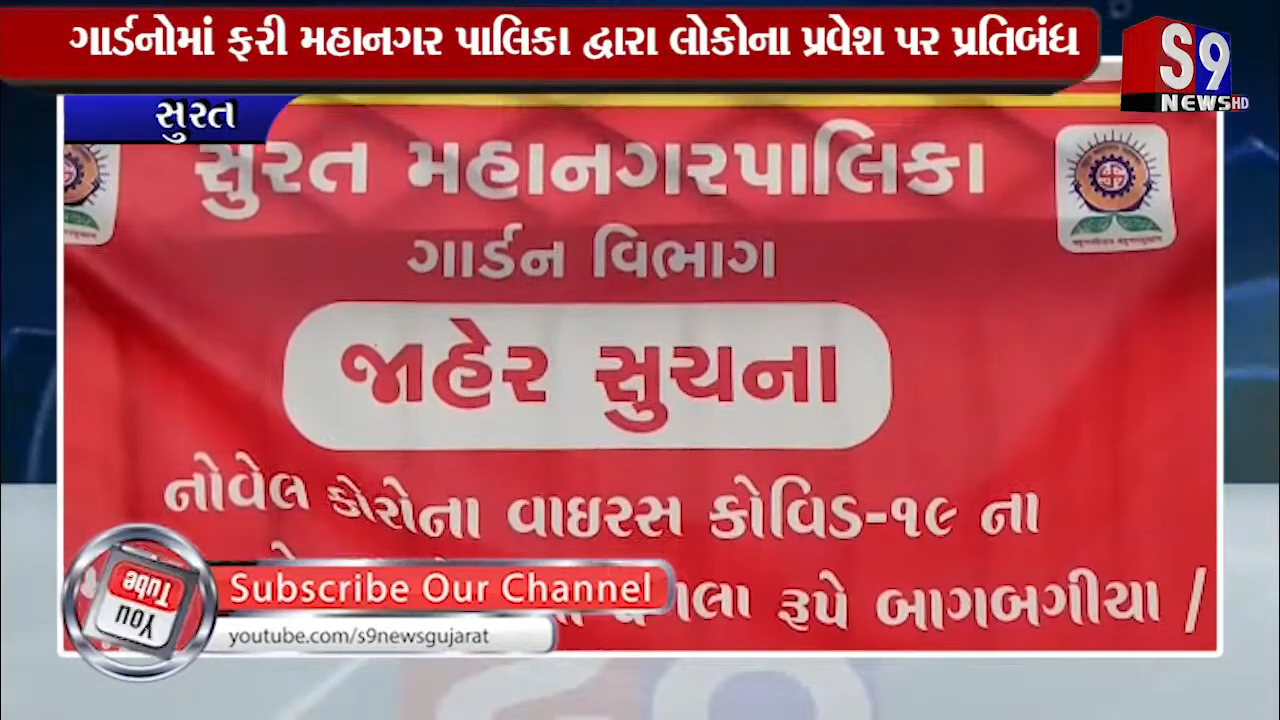 ગાર્ડનોમાં ફરી મહાનગર પાલિકા દ્વારા લોકોના પ્રવેશ પર પ્રતિબંધ
S9
NEWS HD
સુરત
સુરત મહાનગરપાલિકા
ગાર્ડન વિભાગ
જાહેર સુચના
નોવેલ કોરોના વાઇરસ કોવિડ-૧૯ ના
રૂપે બાગબગીચા /
You
Tube
Subscribe Our Channel
youtube.com/s9newsgujarat